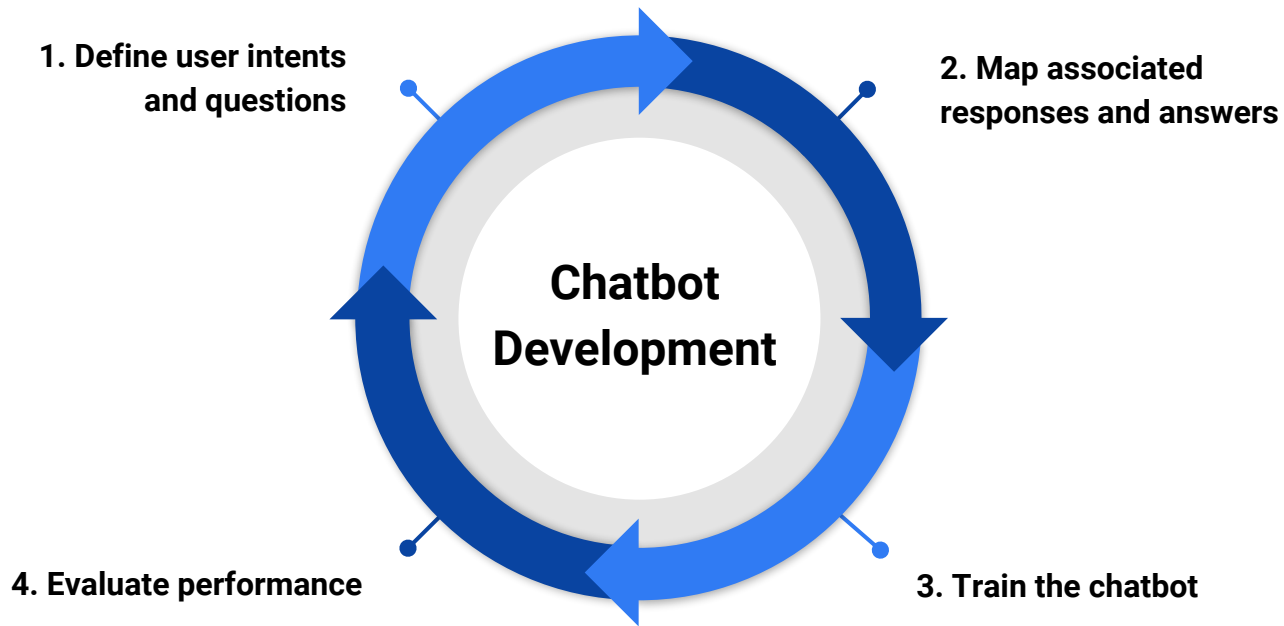 1. Define user intents
and questions
2. Map associated
responses and answers
Chatbot
Development
3. Train the chatbot
4. Evaluate performance